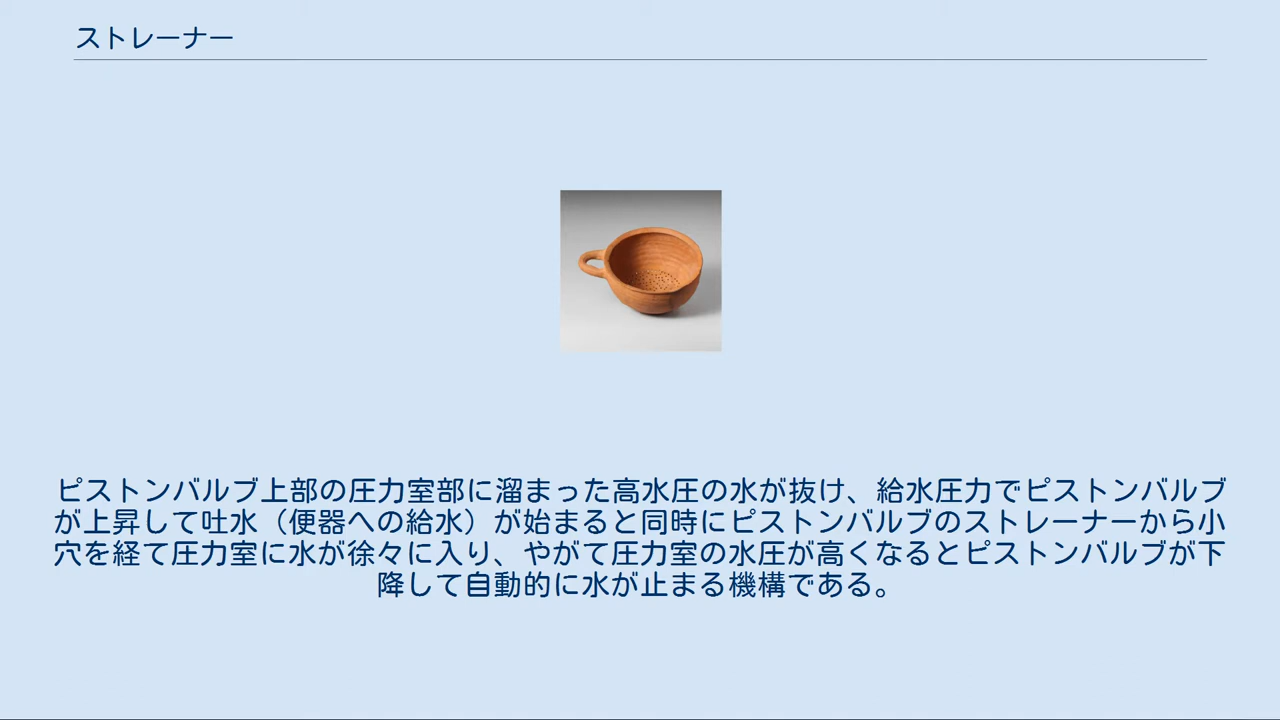 ストレーナー
ピストンバルブ上部の圧力室部に溜まった高水圧の水が抜け、給水圧力でピストンバルブ
が上昇して吐水（便器への給水）が始まると同時にピストンバルブのストレーナーから小
穴を経て圧力室に水が徐々に入り、やがて圧力室の水圧が高くなるとピストンバルブが下
降して自動的に水が止まる機構である。